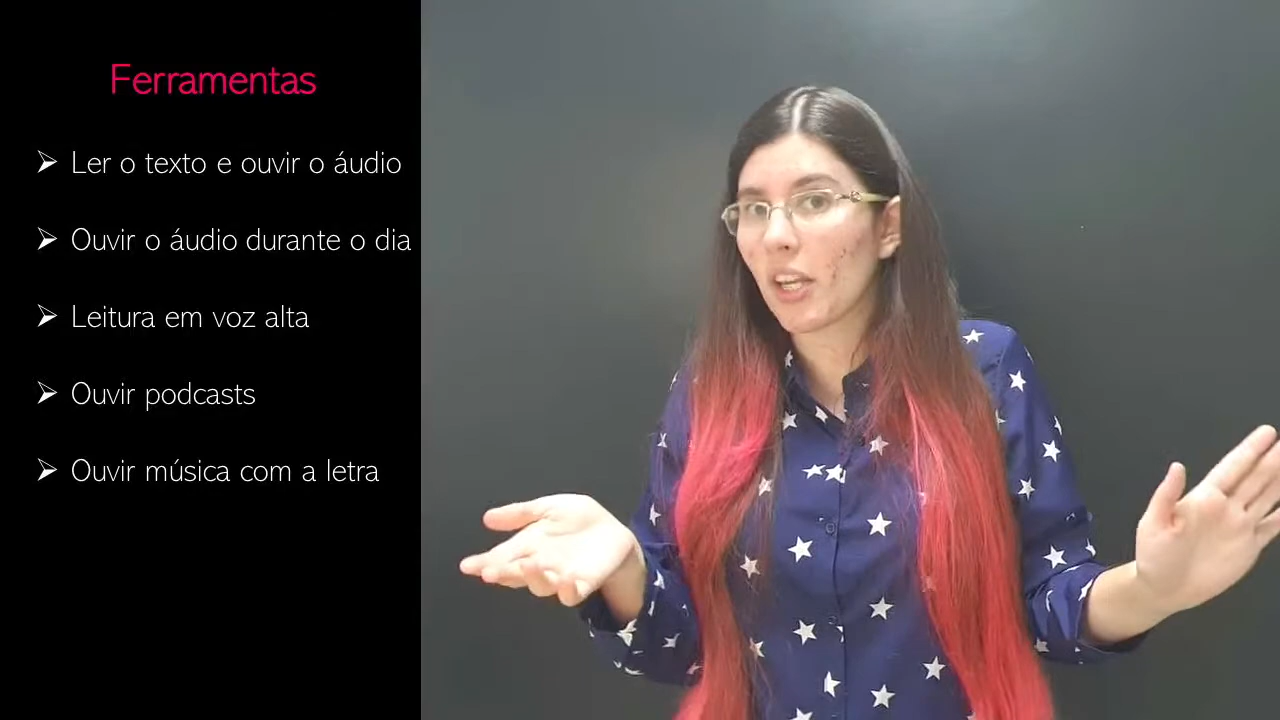 Ferramentas
Ler o texto e ouvir o áudio
Ouvir o áudio durante o dia
Leitura em voz alta
Ouvir podcasts
Ouvir música com a letra